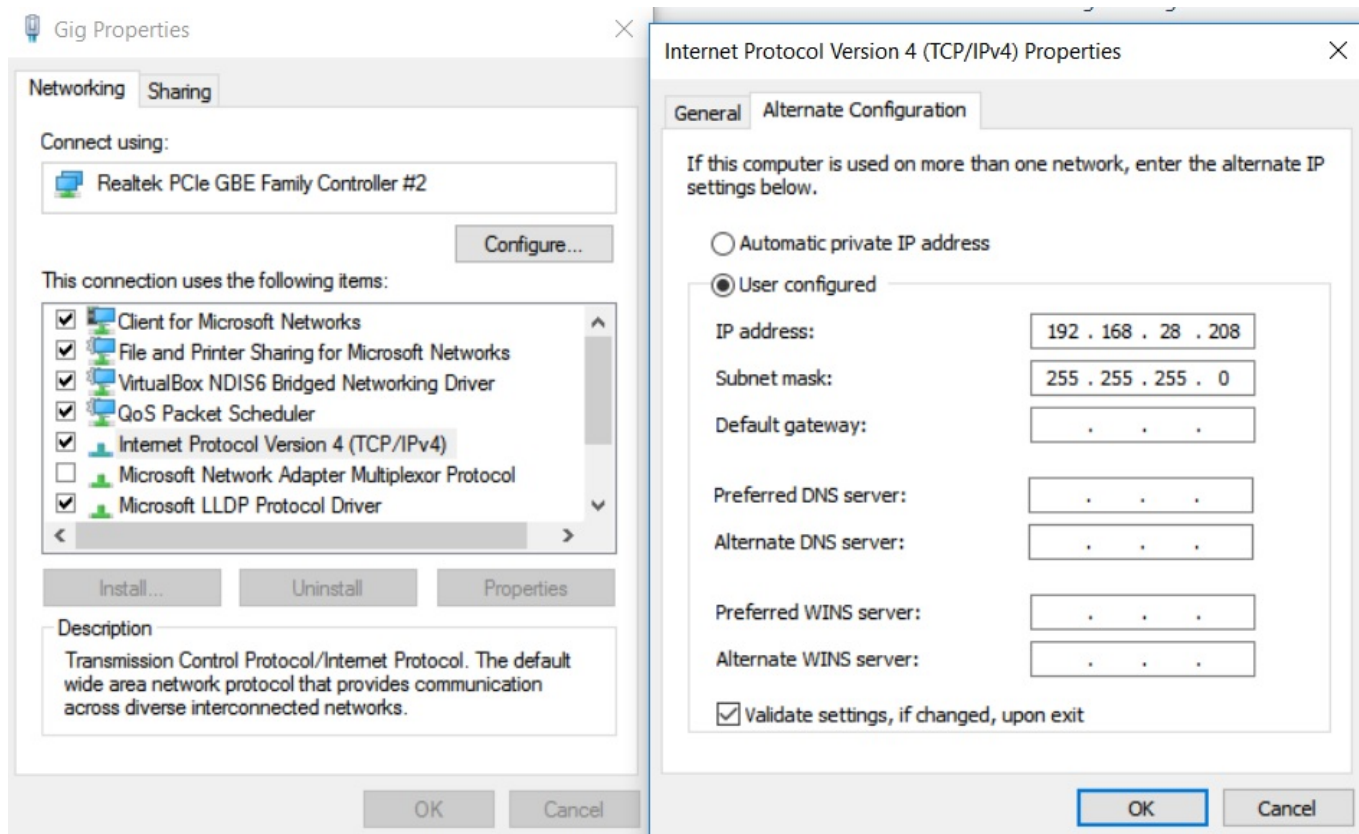 Gig Properties
Networking
Sharing
Connect using:
Realtek PCIe GBE Family Controller #2
Configure...
This connection uses the following items:
Client for Microsoft Networks
File and Printer Sharing for Microsoft Networks
VirtualBox NDIS6 Bridged Networking Driver
QoS Packet Scheduler
Internet Protocol Version 4 (TCP/IPv4)
Microsoft Network Adapter Multiplexor Protocol
Microsoft LLDP Protocol Driver
Install...
Uninstall
Properties
Description
Transmission Control Protocol/Internet Protocol. The default
wide area network protocol that provides communication
across diverse interconnected networks.
OK
Cancel
Internet Protocol Version 4 (TCP/IPv4) Properties
General
Alternate Configuration
If this computer is used on more than one network, enter the alternate IP
settings below.
Automatic private IP address
User configured
IP address:
192 . 168 . 28 . 208
Subnet mask:
255 . 255 . 255 . 0
Default gateway:
. . .
Preferred DNS server:
. . .
Alternate DNS server:
. . .
Preferred WINS server:
. . .
Alternate WINS server:
. . .
Validate settings, if changed, upon exit
OK
Cancel